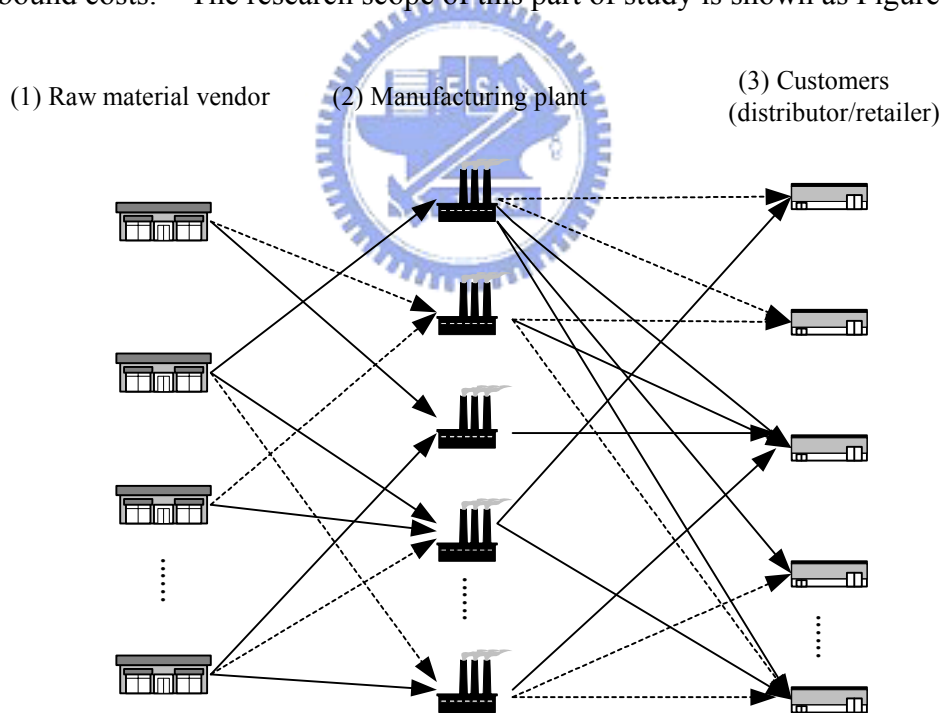 bound costs. The research scope of this part of study is shown as Figure
(1) Raw material vendor
(2) Manufacturing plant
(3) Customers
(distributor/retailer)